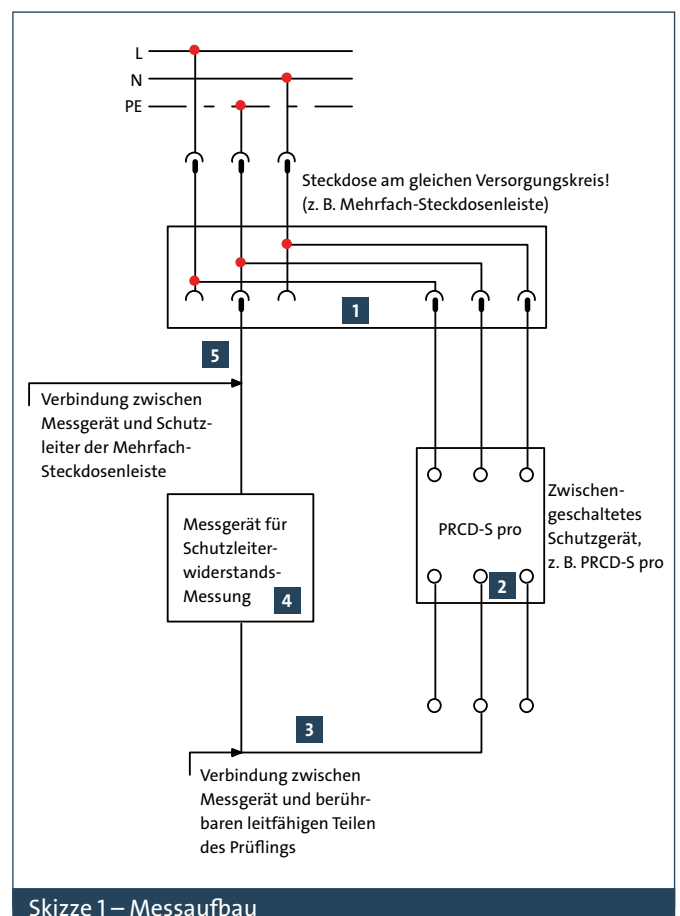 L
N
PE
Steckdose am gleichen Versorgungskreis!
(z. B. Mehrfach-Steckdosenleiste)
1
5
Verbindung zwischen
Messgerät und Schutz-
leiter der Mehrfach-
Steckdosenleiste
Messgerät für
Schutzleiter-
widerstands-
Messung
4
PRCD-S pro
2
Zwischen-
geschaltetes
Schutzgerät,
z. B. PRCD-S pro
3
Verbindung zwischen
Messgerät und berühr-
baren leitfähigen Teilen
des Prüflings
Skizze 1 – Messaufbau